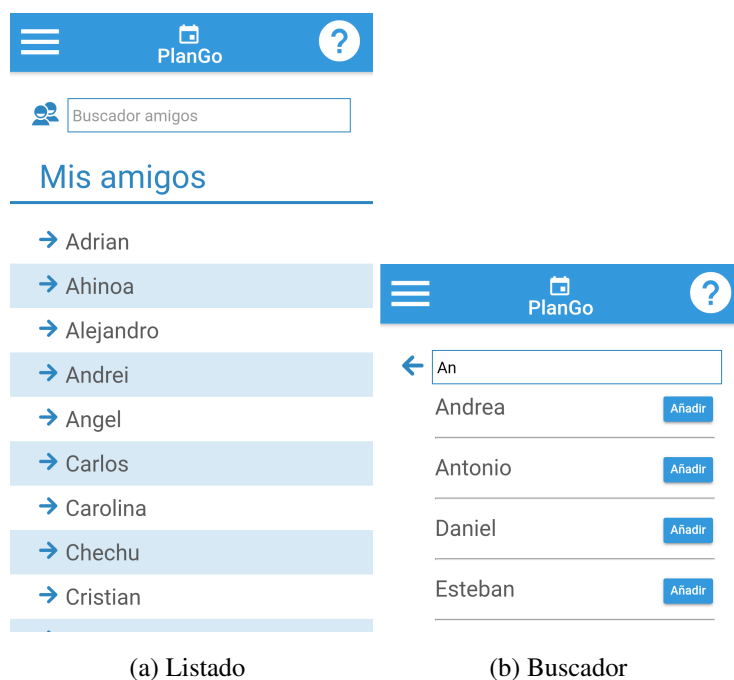 PlanGo
?
Buscador amigos
Mis amigos
Adrian
Ahinoa
Alejandro
Andrei
Angel
Carlos
Carolina
Chechu
Cristian
(a) Listado
PlanGo
?
An
Andrea Añadir
Antonio Añadir
Daniel Añadir
Esteban Añadir
(b) Buscador